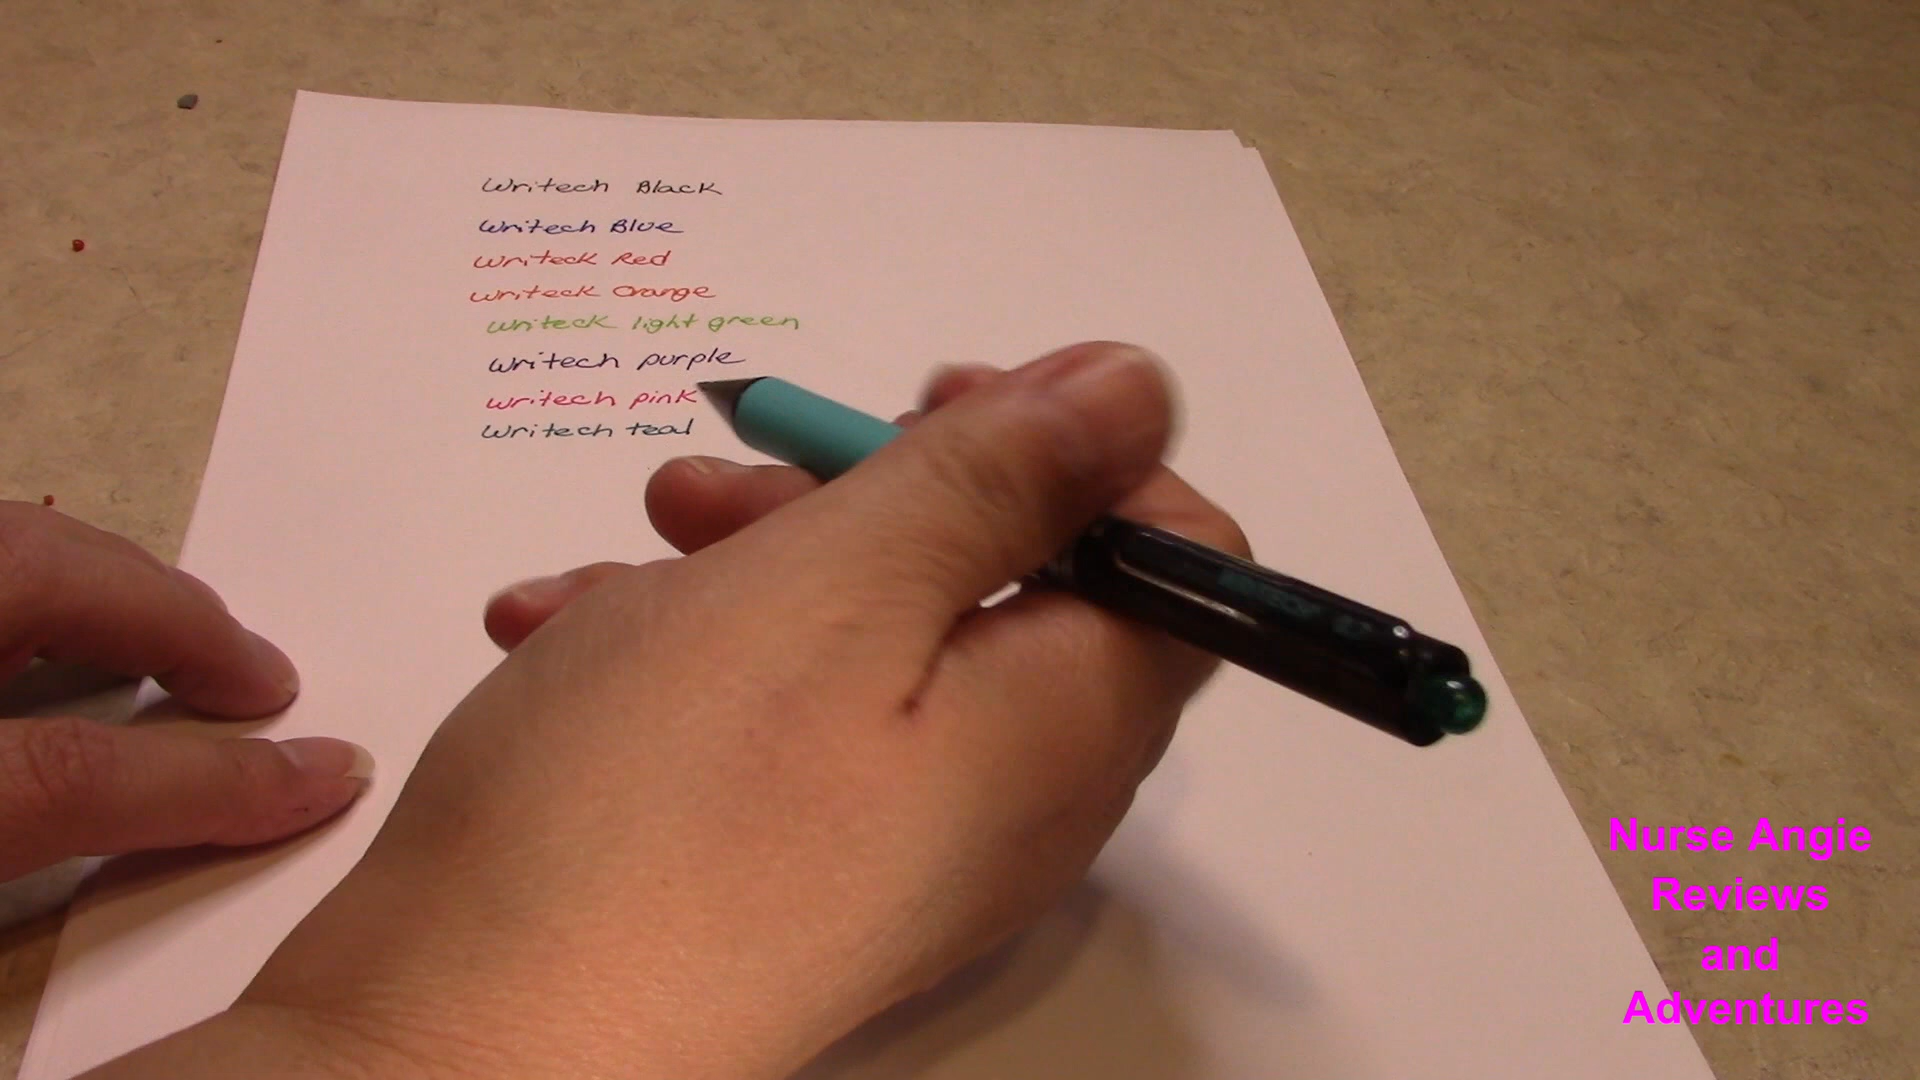 Writech Black
Writech Blue
Writeck Red
Writeck Orange
Writeck light green
Writech purple
Writech pink
Writech teal
Nurse Angie
Reviews
and
Adventures